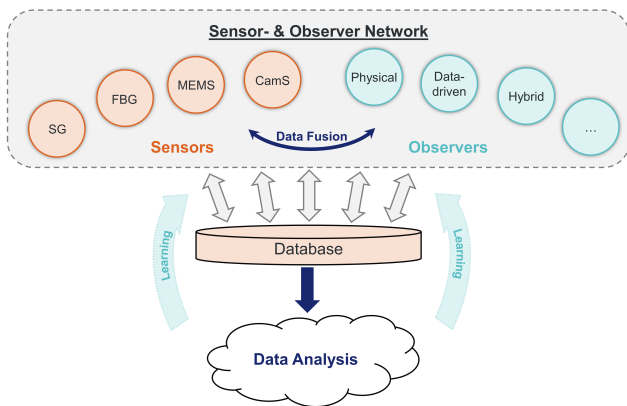 Sensor- & Observer Network
SG
FBG
MEMS
CamS
Physical
Data-
driven
Hybrid
...
Data Fusion
Sensors
Observers
Learning
Database
Learning
Data Analysis